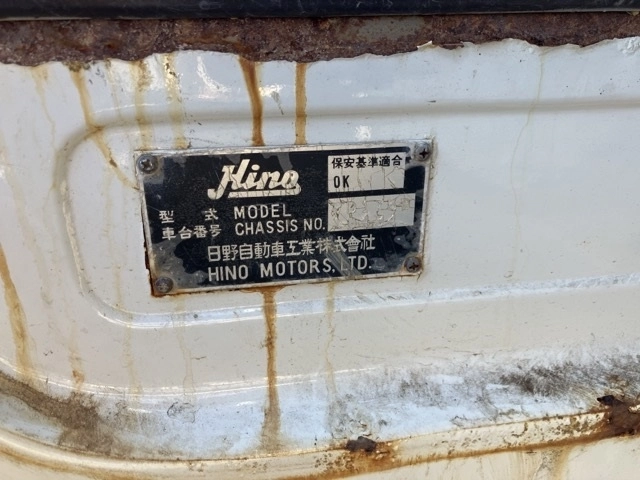 Hino
保安基準適合
OK
型式 MODEL
車台番号 CHASSIS NO.
日野自動車工業株式會社
HINO MOTORS, LTD.